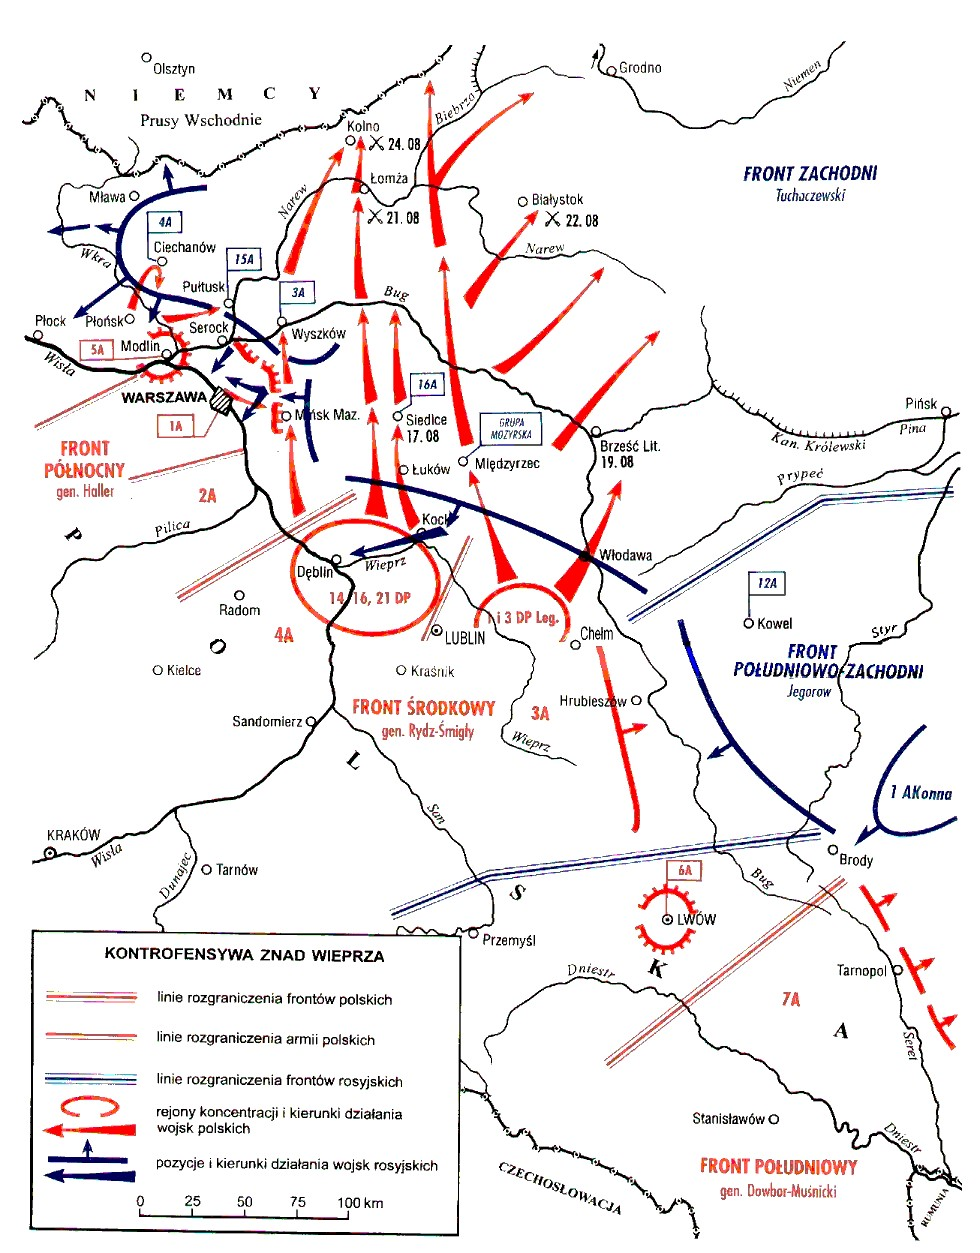 Olsztyn
N I E M C Y
Prusy Wschodnie
Grodno
Niemen
Biebrza
Kolno
24.08
FRONT ZACHODNI
Tuchaczewski
Łomża
Narew
Mława
21.08
Białystok
22.08
4A
Ciechanów
Wkra
15A
Narew
Pułtusk
3A
Bug
Płock
Płońsk
Serock
Wyszków
5A
Modlin
Wisła
WARSZAWA
16A
1A
Mińsk Maz.
Siedlce
17.08
GRUPA
MOZYRSKA
Pińsk
Pina
Kan. Królewski
Brześć Lit.
19.08
FRONT
PÓŁNOCNY
gen. Haller
Łuków
Międzyrzec
Prypeć
2A
P
Pilica
Kock
Włodawa
Dęblin
Wieprz
14, 16, 21 DP
12A
Radom
1 i 3 DP Leg.
Kowel
4A
LUBLIN
Chełm
Styr
O
Kielce
Kraśnik
FRONT
POŁUDNIOWO-ZACHODNI
Jegorow
FRONT ŚRODKOWY
gen. Rydz-Śmigły
3A
Hrubieszów
Sandomierz
Wieprz
L
1 AKonna
San
KRAKÓW
Wisła
Brody
Dunajec
Tarnów
6A
Bug
S
LWÓW
Przemyśl
K
Dniestr
Tarnopol
7A
A
Seret
KONTROFENSYWA ZNAD WIEPRZA
linie rozgraniczenia frontów polskich
linie rozgraniczenia armii polskich
linie rozgraniczenia frontów rosyjskich
rejony koncentracji i kierunki działania
wojsk polskich
pozycje i kierunki działania wojsk rosyjskich
0 25 50 75 100 km
Stanisławów
Dniestr
CZECHOSŁOWACJA
FRONT POŁUDNIOWY
gen. Dowbor-Muśnicki
RUMUNIA